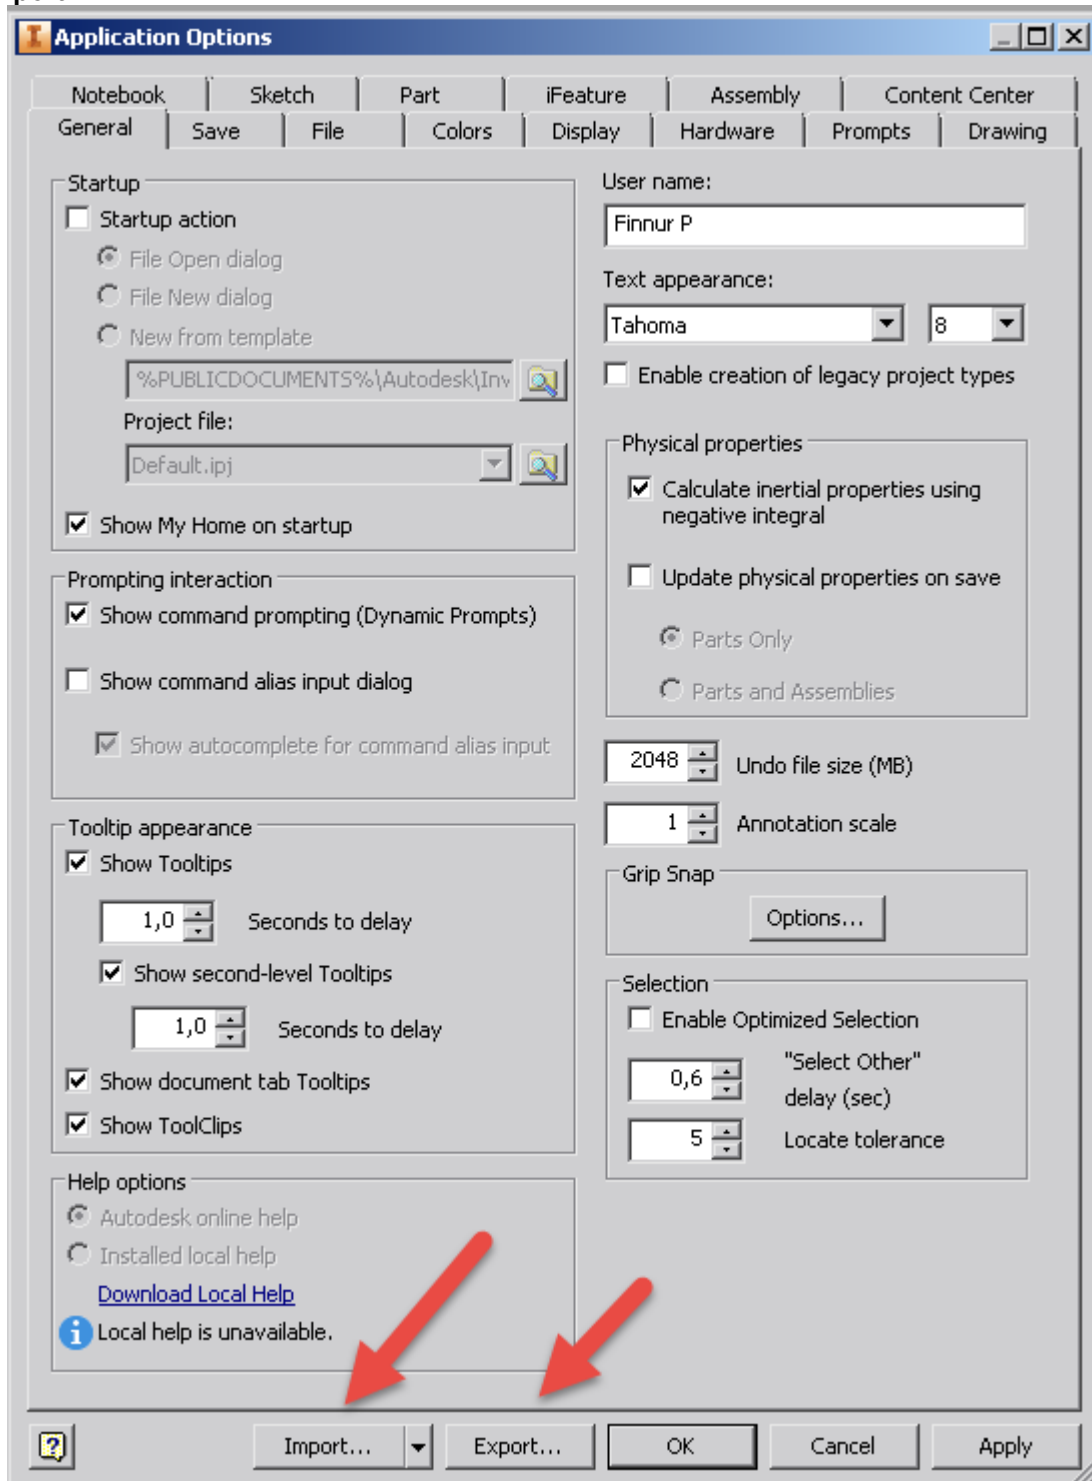 Application Options
Notebook Sketch Part iFeature Assembly Content Center
General Save File Colors Display Hardware Prompts Drawing
Startup
Startup action
File Open dialog
File New dialog
New from template
%PUBLICDOCUMENTS%\Autodesk\Inv
Project file:
Default.ipj
Show My Home on startup
Prompting interaction
Show command prompting (Dynamic Prompts)
Show command alias input dialog
Show autocomplete for command alias input
Tooltip appearance
Show Tooltips
1,0 Seconds to delay
Show second-level Tooltips
1,0 Seconds to delay
Show document tab Tooltips
Show ToolClips
Help options
Autodesk online help
Installed local help
Download Local Help
Local help is unavailable.
User name:
Finnur P
Text appearance:
Tahoma 8
Enable creation of legacy project types
Physical properties
Calculate inertial properties using
negative integral
Update physical properties on save
Parts Only
Parts and Assemblies
2048 Undo file size (MB)
1 Annotation scale
Grip Snap
Options...
Selection
Enable Optimized Selection
0,6 "Select Other"
delay (sec)
5 Locate tolerance
Import... Export... OK Cancel Apply